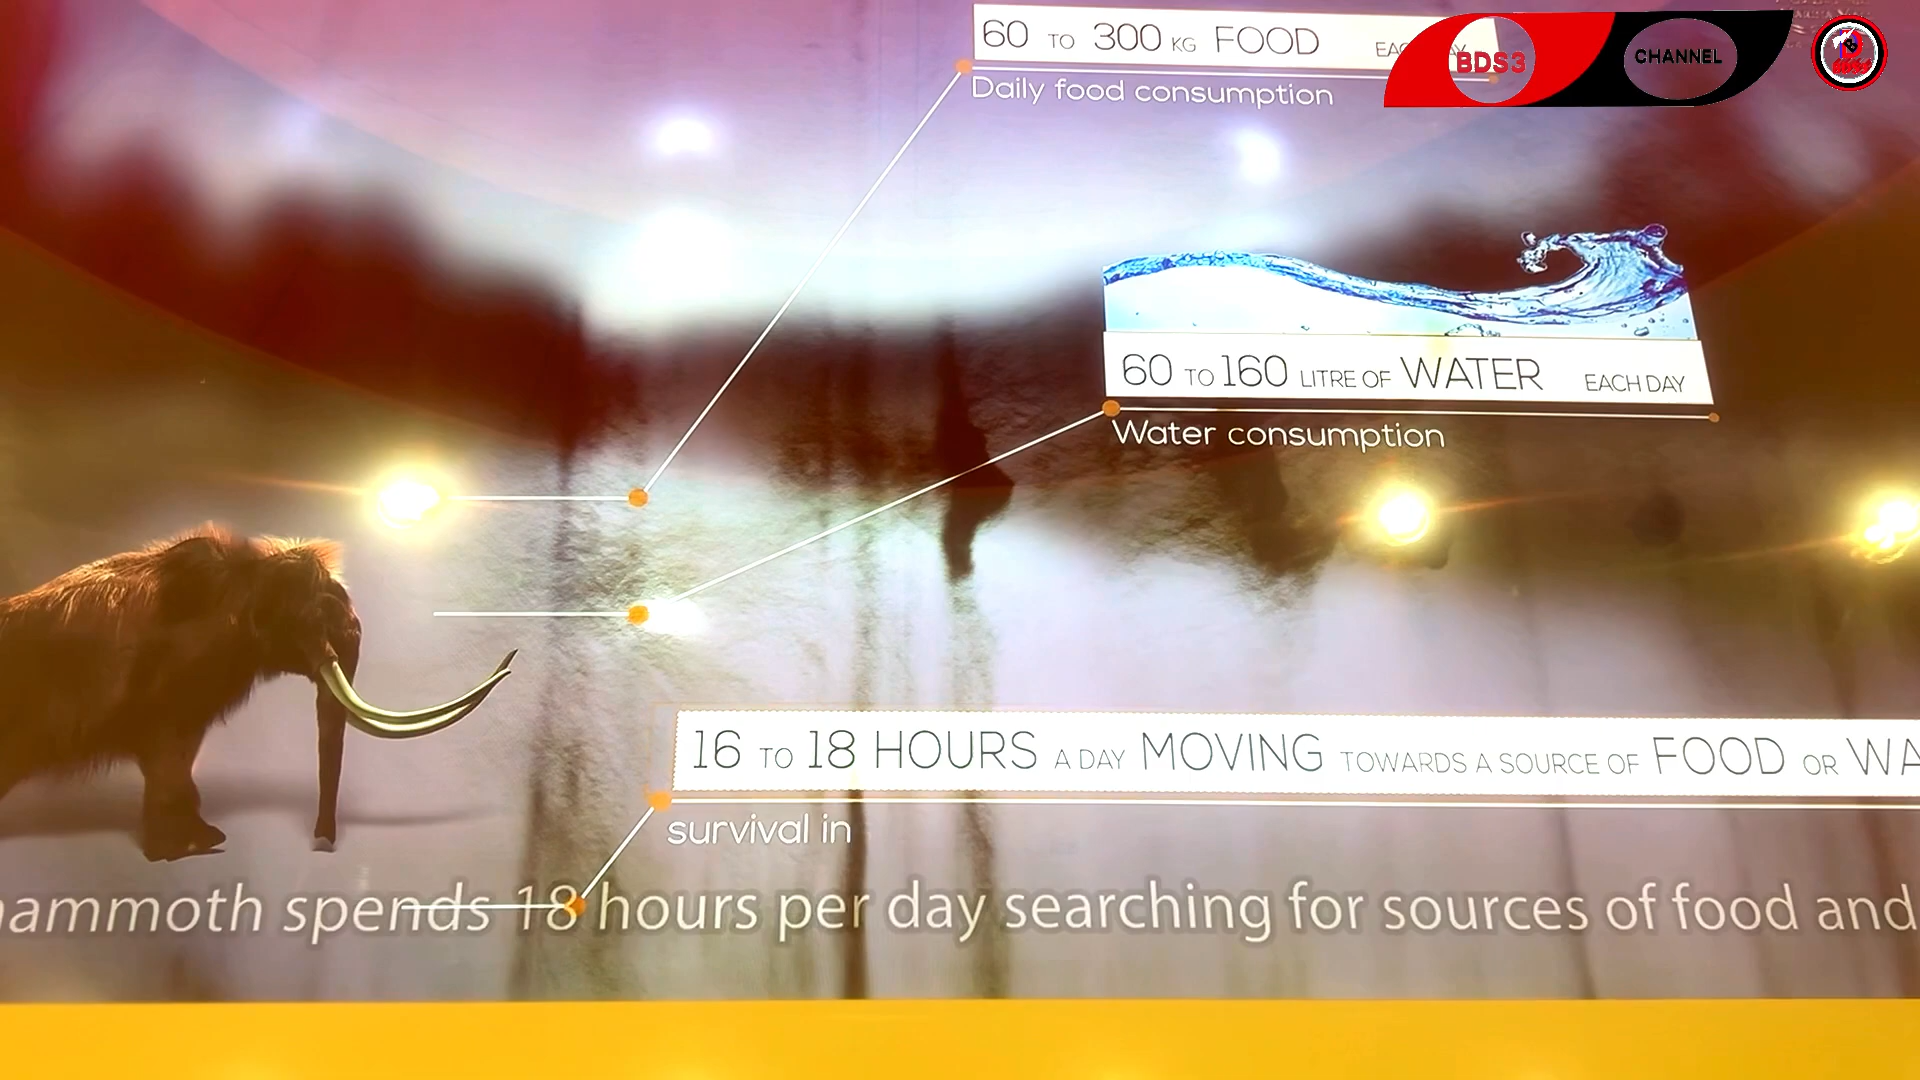 60 TO 300 KG FOOD
BDS3
CHANNEL
Daily food consumption
60 TO 160 LITRE OF WATER EACH DAY
Water consumption
16 TO 18 HOURS A DAY MOVING TOWARDS A SOURCE OF FOOD OR
survival in
spends 18 hours per day searching for sources of food and